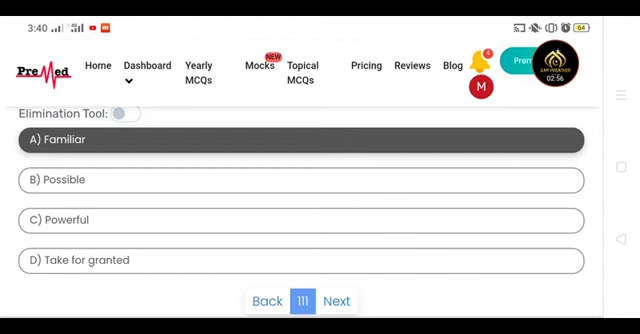 3:40
64
PreMed
Home Dashboard Yearly MCQs Mocks NEW Topical MCQs Pricing Reviews Blog 4 M Prem
02:56
Elimination Tool:
A) Familiar
B) Possible
C) Powerful
D) Take for granted
Back 111 Next